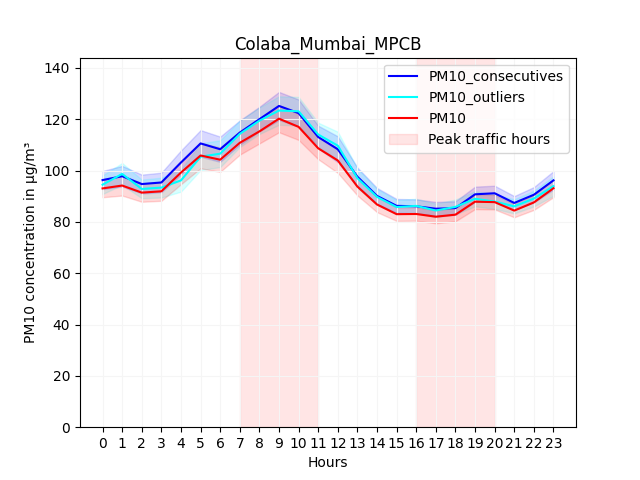 Colaba_Mumbai_MPCB
PM10 concentration in µg/m³
140
120
100
80
60
40
20
0
PM10_consecutives
PM10_outliers
PM10
Peak traffic hours
0 1 2 3 4 5 6 7 8 9 10 11 12 13 14 15 16 17 18 19 20 21 22 23
Hours